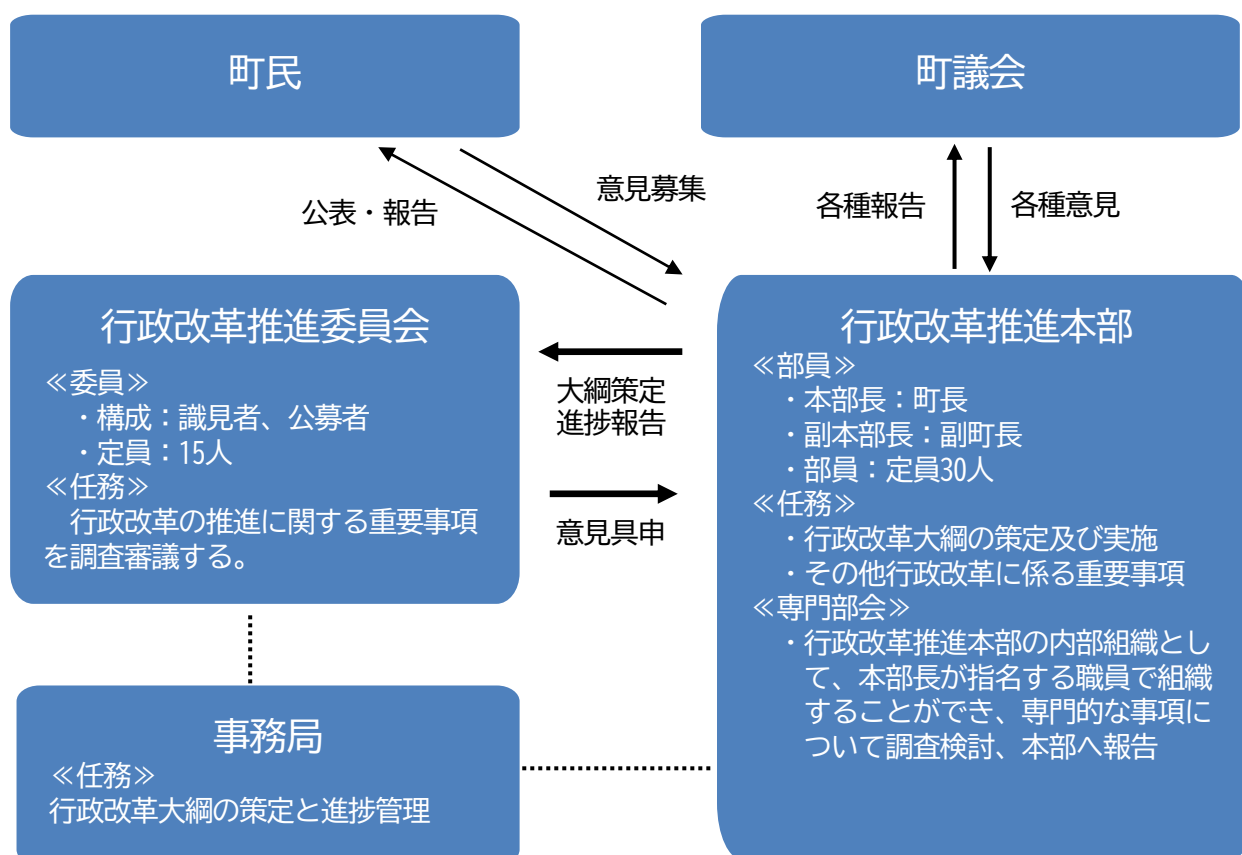 町民
町議会
公表・報告
意見募集
各種報告
各種意見
行政改革推進委員会
≪委員≫
・構成：識見者、公募者
・定員：15人
≪任務≫
行政改革の推進に関する重要事項
を調査審議する。
大綱策定
進捗報告
意見具申
行政改革推進本部
≪部員≫
・本部長：町長
・副本部長：副町長
・部員：定員30人
≪任務≫
・行政改革大綱の策定及び実施
・その他行政改革に係る重要事項
≪専門部会≫
・行政改革推進本部の内部組織とし
て、本部長が指名する職員で組織
することができ、専門的な事項に
ついて調査検討、本部へ報告
事務局
≪任務≫
行政改革大綱の策定と進捗管理